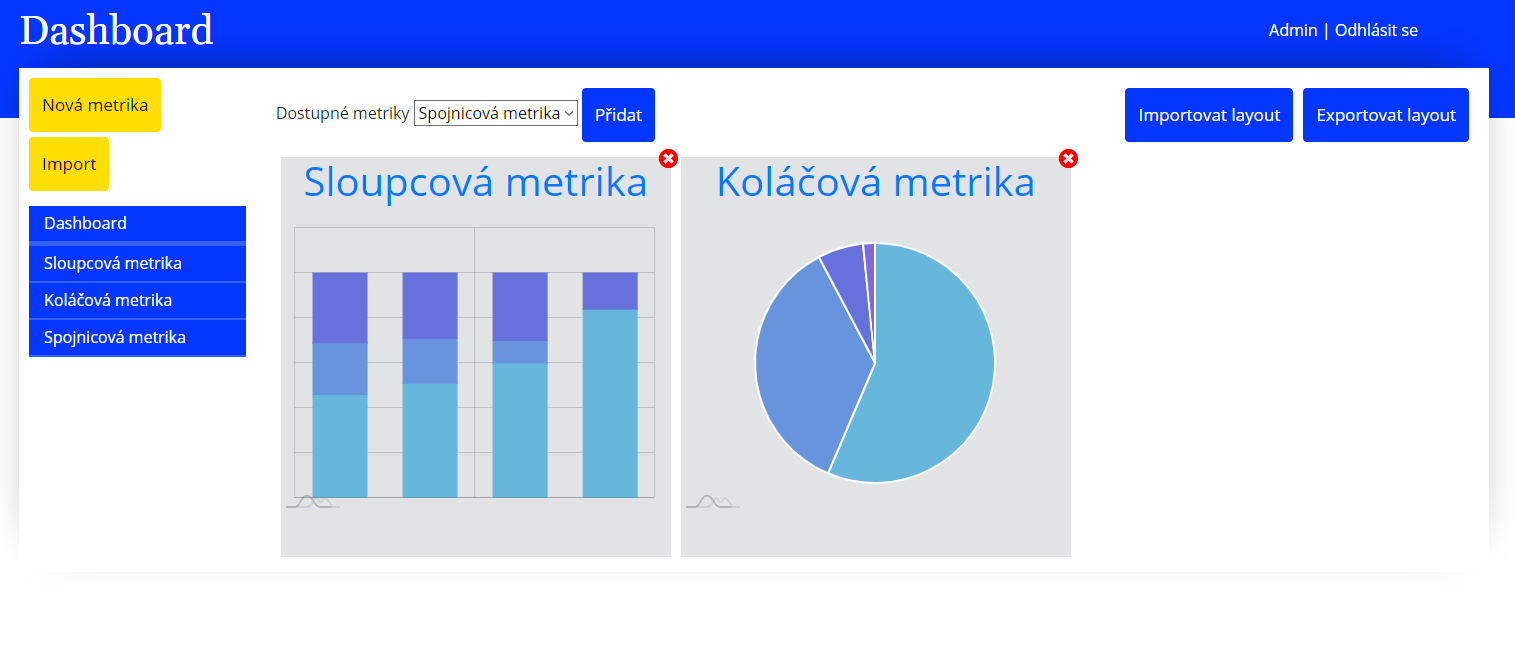 Dashboard
Admin | Odhlásit se
Nová metrika
Import
Dashboard
Sloupcová metrika
Koláčová metrika
Spojnicová metrika
Dostupné metriky Spojnicová metrika Přidat
Importovat layout Exportovat layout
Sloupcová metrika
Koláčová metrika